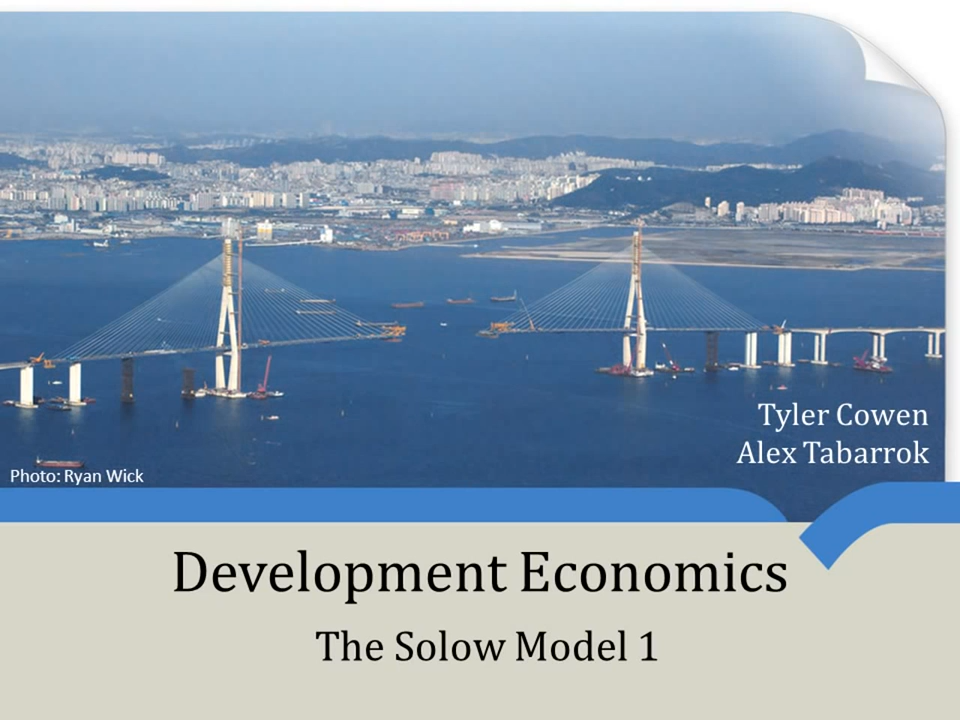 Tyler Cowen
Alex Tabarrok
Photo: Ryan Wick
Development Economics
The Solow Model 1